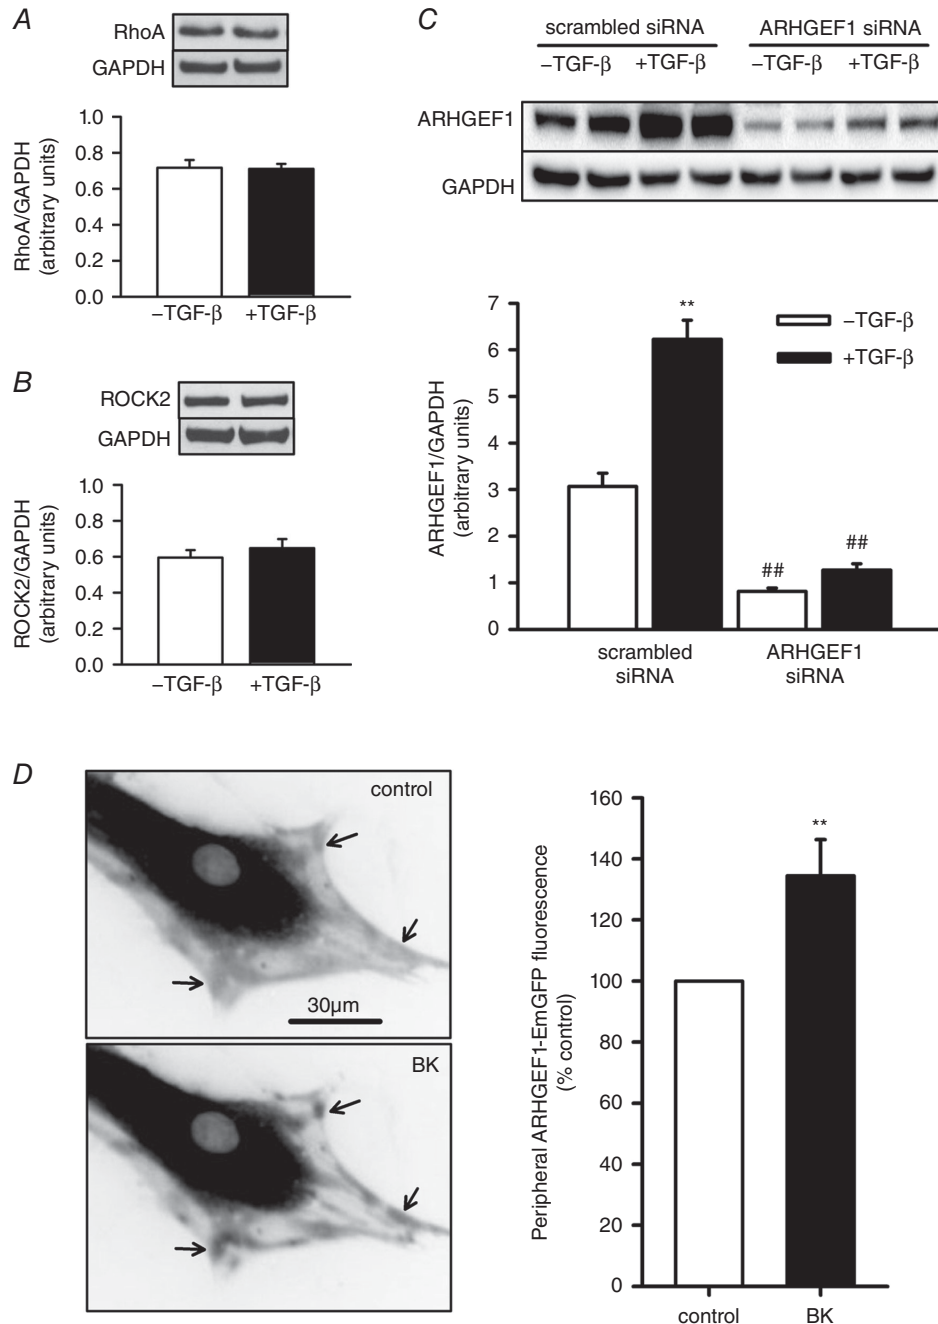 A
RhoA
GAPDH
1.0
0.8
0.6
0.4
0.2
0.0
RhoA/GAPDH
(arbitrary units)
–TGF-β +TGF-β
B
ROCK2
GAPDH
1.0
0.8
0.6
0.4
0.2
0.0
ROCK2/GAPDH
(arbitrary units)
–TGF-β +TGF-β
C
scrambled siRNA ARHGEF1 siRNA
–TGF-β +TGF-β –TGF-β +TGF-β
ARHGEF1
GAPDH
7
6
5
4
3
2
1
0
ARHGEF1/GAPDH
(arbitrary units)
**
##
##
–TGF-β
+TGF-β
scrambled
siRNA
ARHGEF1
siRNA
D
control
30µm
BK
160
140
120
100
80
60
40
20
0
Peripheral ARHGEF1-EmGFP fluorescence
(% control)
**
control BK